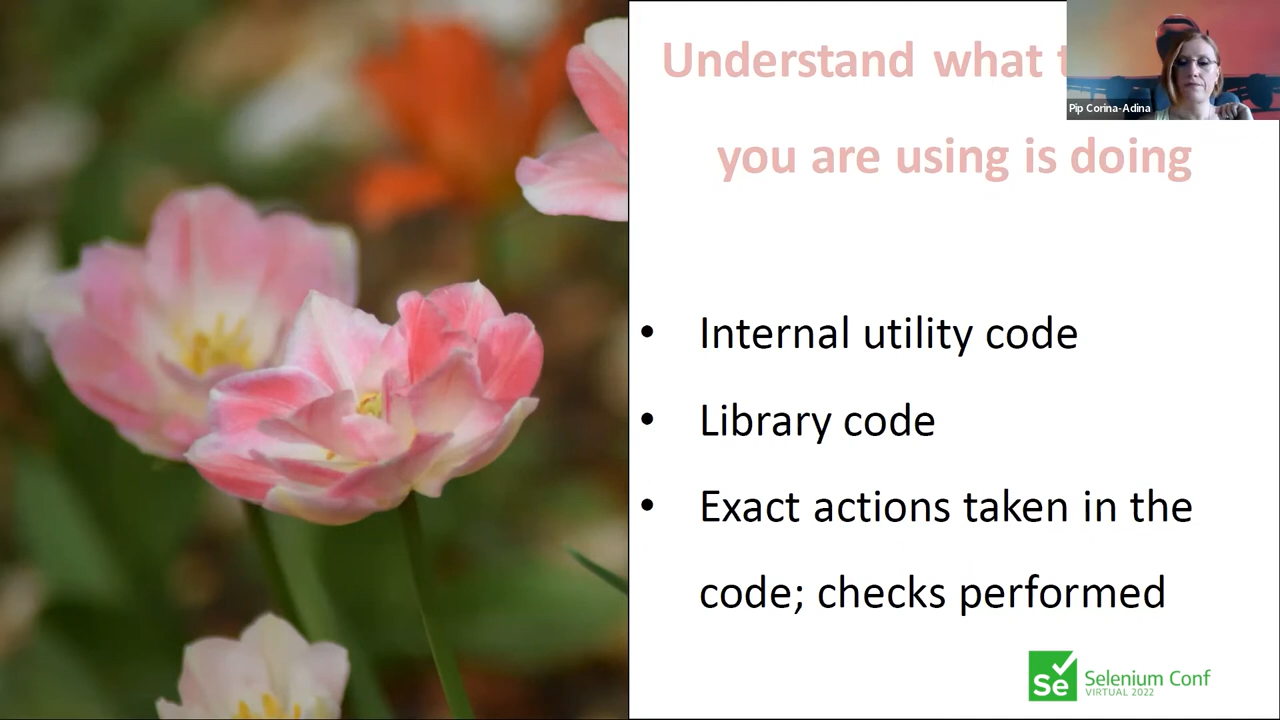 Understand what
you are using is doing
Pip Corina-Adina
• Internal utility code
• Library code
• Exact actions taken in the
code; checks performed
Se
Selenium Conf
VIRTUAL 2022